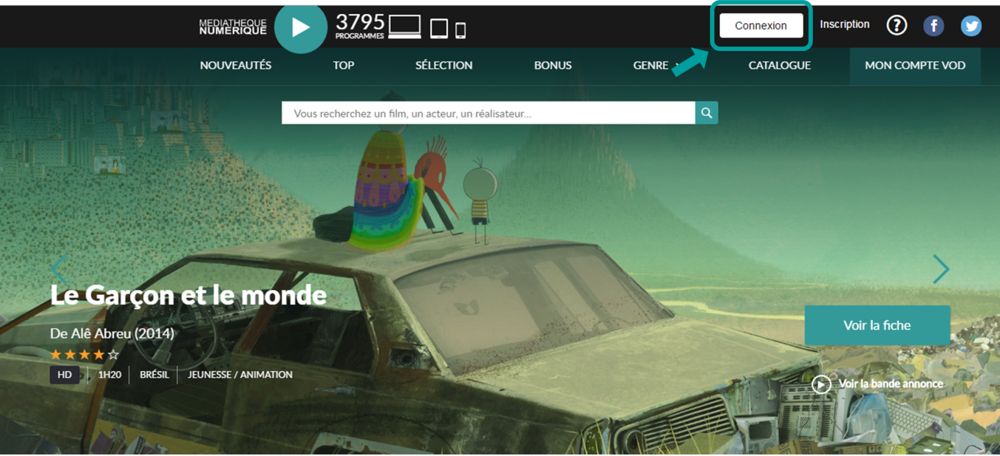 MEDIATHEQUE
NUMERIQUE
3795
PROGRAMMES
Connexion
Inscription
?
f
NOUVEAUTÉS
TOP
SÉLECTION
BONUS
GENRE
CATALOGUE
MON COMPTE VOD
Vous recherchez un film, un acteur, un réalisateur...
Le Garçon et le monde
De Alê Abreu (2014)
HD
1H20
BRÉSIL
JEUNESSE / ANIMATION
Voir la fiche
Voir la bande annonce